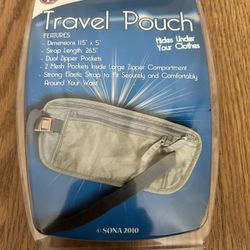 Travel Pouch
Hides Under
Your Clothes
FEATURES
- Dimensions 11.5" x 5"
- Strap Length: 26.5"
- Dual Zipper Pockets
- 2 Mesh Pockets Inside Large Zipper Compartment
- Strong Elastic Strap to Fit Securely and Comfortably
Around Your Waist
© SONA 2010